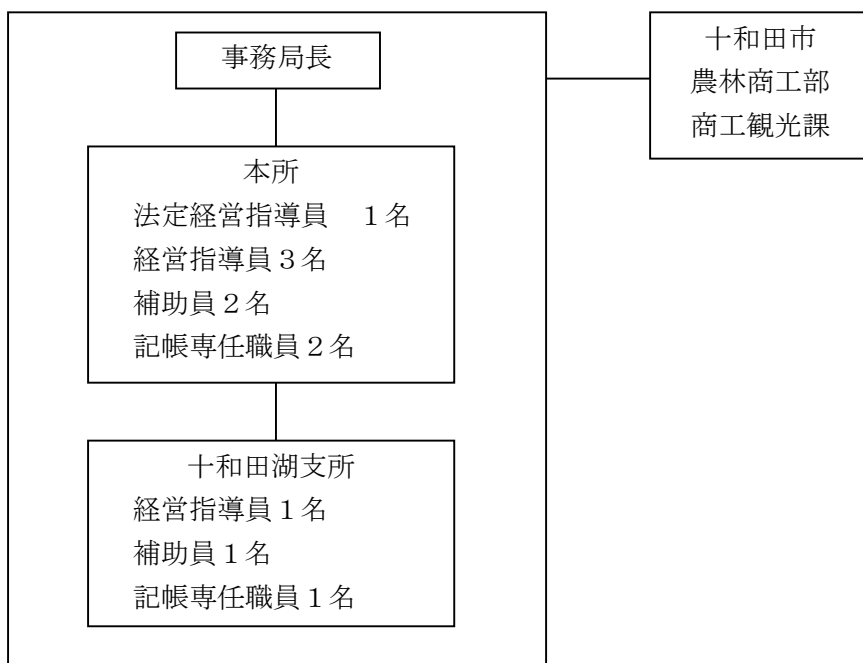 事務局長
本所
法定経営指導員　１名
経営指導員３名
補助員２名
記帳専任職員２名
十和田湖支所
経営指導員１名
補助員１名
記帳専任職員１名
十和田市
農林商工部
商工観光課